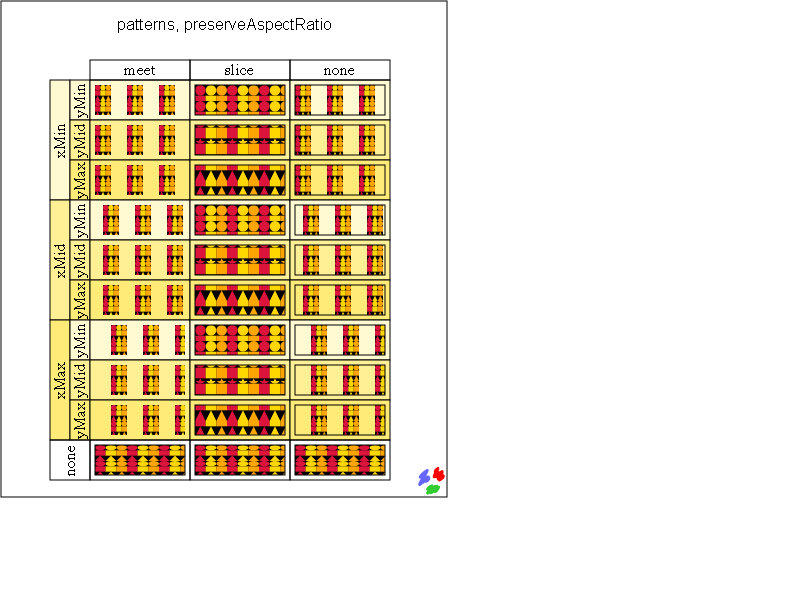 patterns, preserveAspectRatio
meet slice none
xMin
yMin
yMid
yMax
xMid
yMin
yMid
yMax
xMax
yMin
yMid
yMax
none